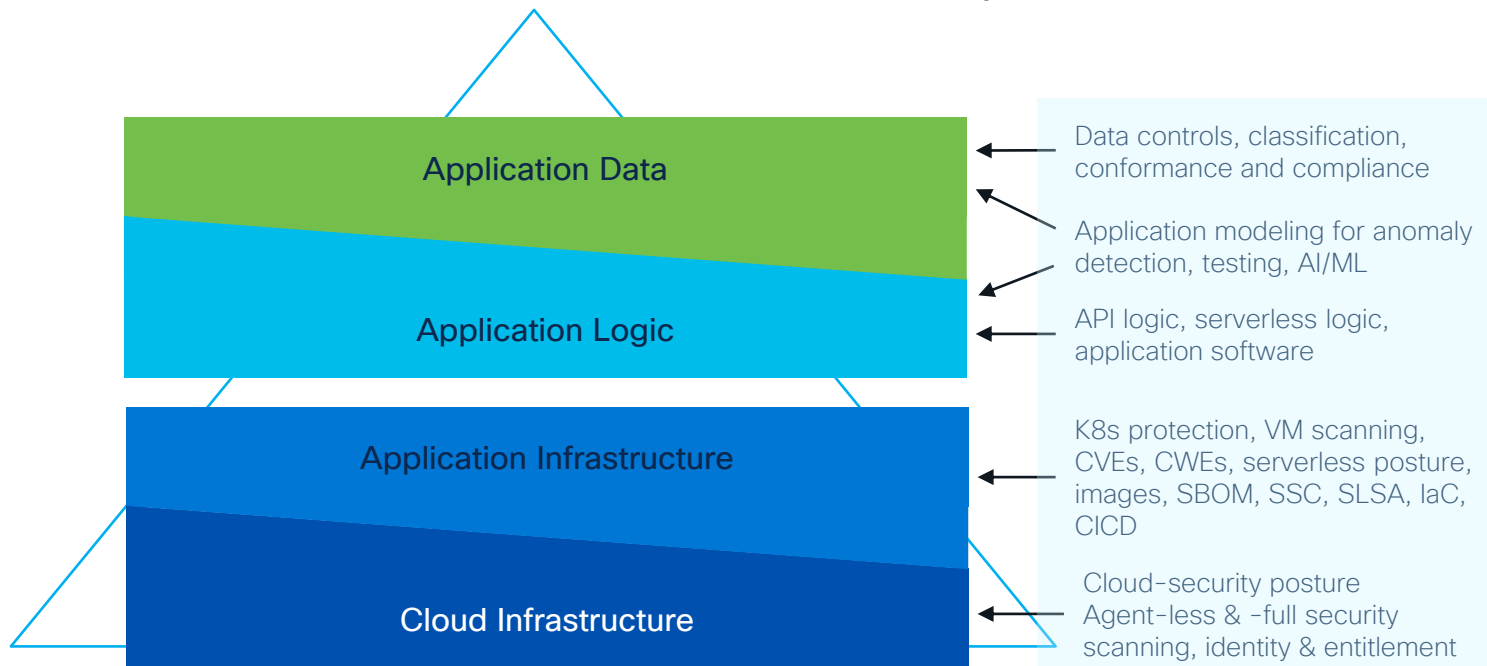 Application Data
Data controls, classification,
conformance and compliance
Application modeling for anomaly
detection, testing, AI/ML
Application Logic
API logic, serverless logic,
application software
Application Infrastructure
K8s protection, VM scanning,
CVEs, CWEs, serverless posture,
images, SBOM, SSC, SLSA, IaC,
CICD
Cloud Infrastructure
Cloud-security posture
Agent-less & -full security
scanning, identity & entitlement